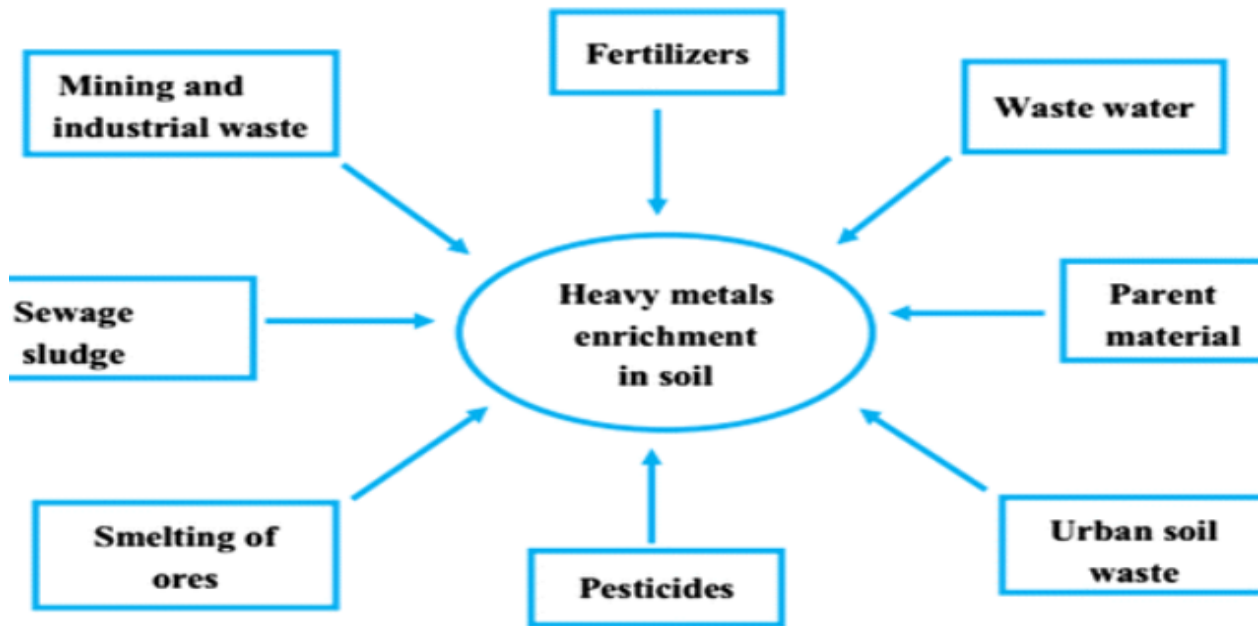 Fertilizers
Mining and
industrial waste
Waste water
Heavy metals
enrichment
in soil
Parent
material
Sewage
sludge
Smelting of
ores
Pesticides
Urban soil
waste